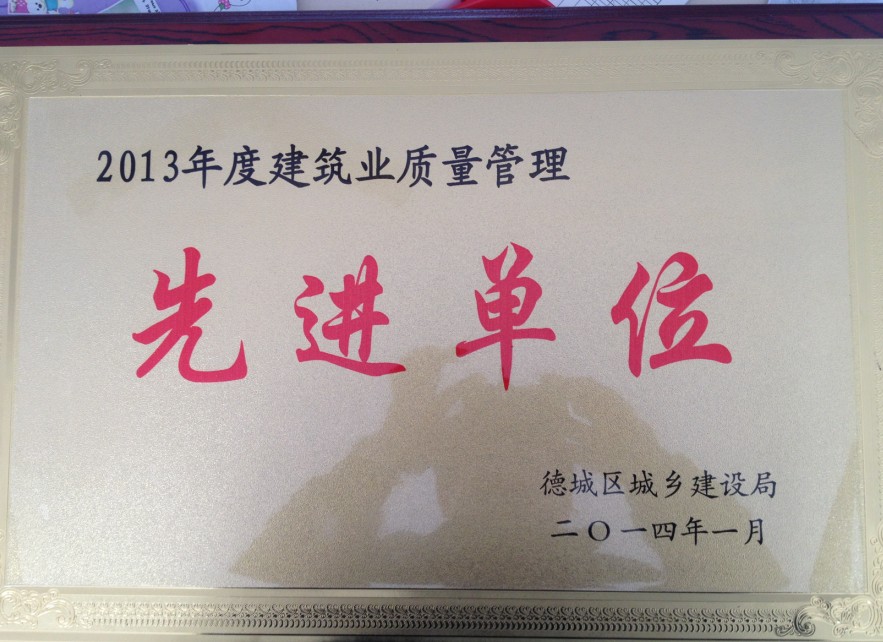 2013年度建筑业质量管理
先进单位
德城区城乡建设局
二〇一四年一月